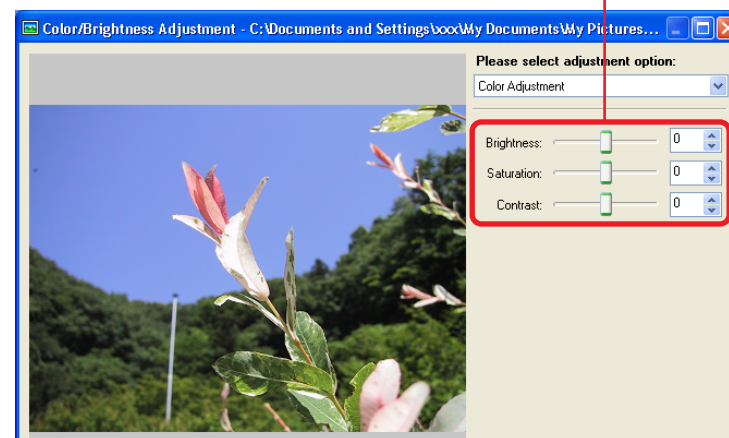 Color/Brightness Adjustment - C:\Documents and Settings\xxx\My Documents\My Pictures...
Please select adjustment option:
Color Adjustment
Brightness: 0
Saturation: 0
Contrast: 0